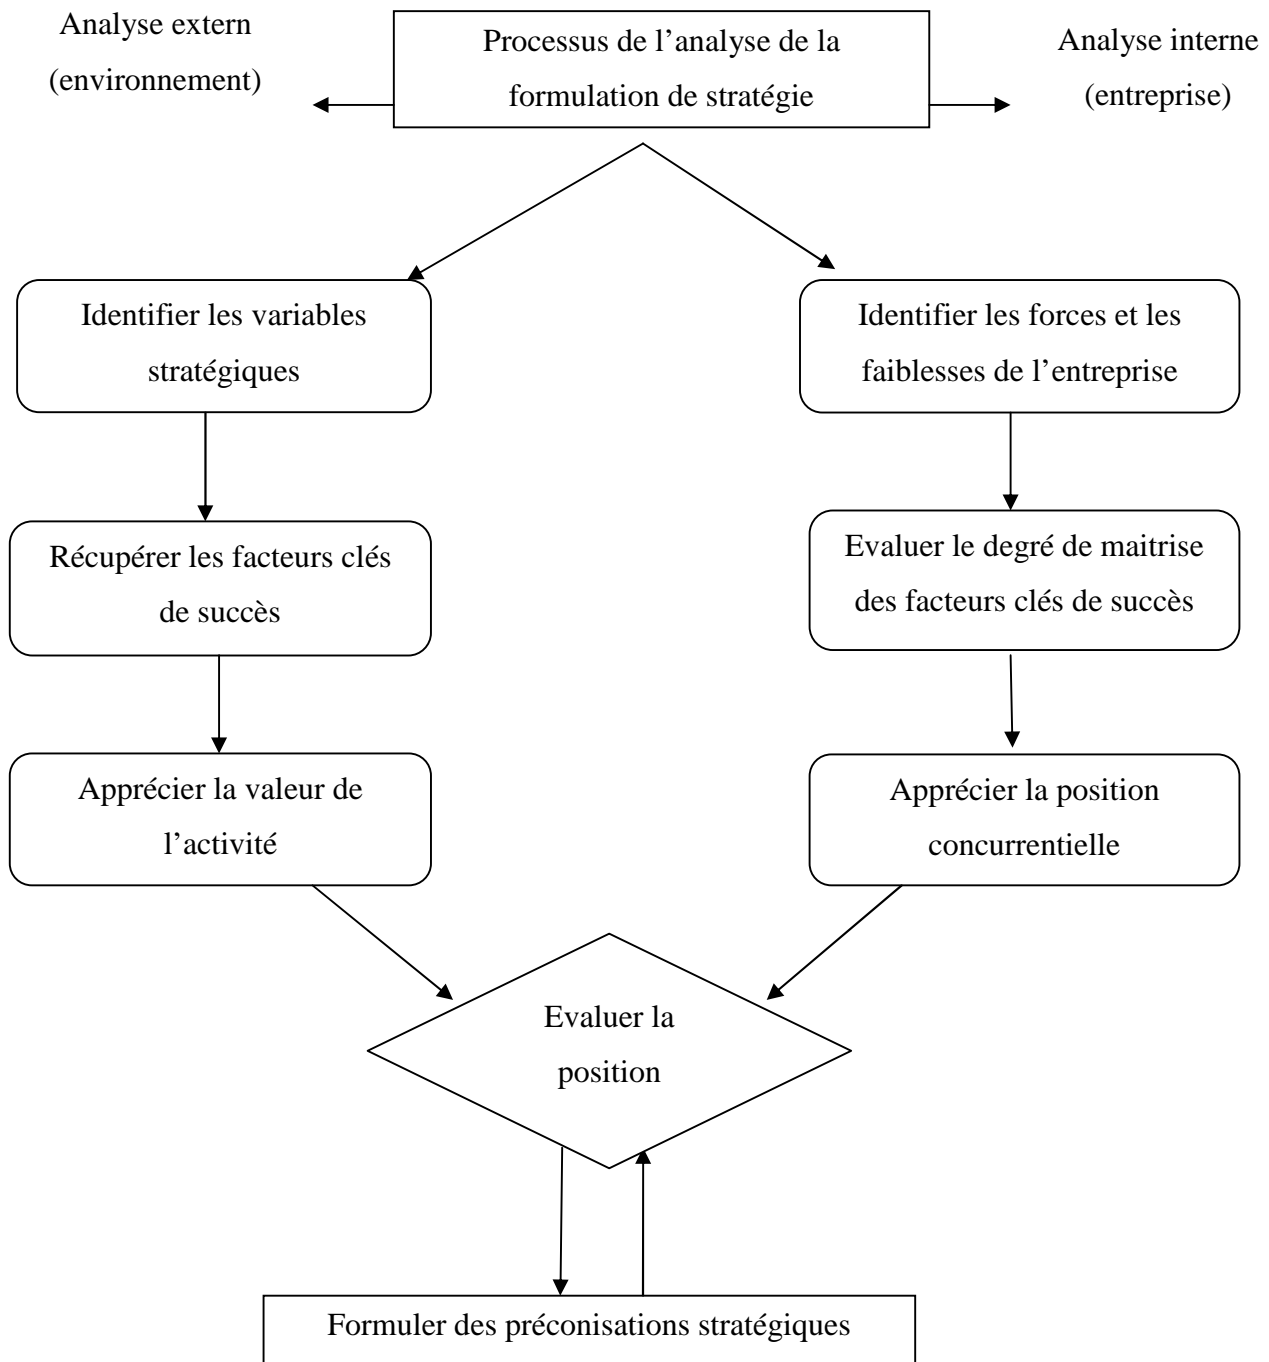 Analyse extern
(environnement)
Processus de l’analyse de la
formulation de stratégie
Analyse interne
(entreprise)
Identifier les variables
stratégiques
Identifier les forces et les
faiblesses de l’entreprise
Récupérer les facteurs clés
de succès
Evaluer le degré de maitrise
des facteurs clés de succès
Apprécier la valeur de
l’activité
Apprécier la position
concurrentielle
Evaluer la
position
Formuler des préconisations stratégiques